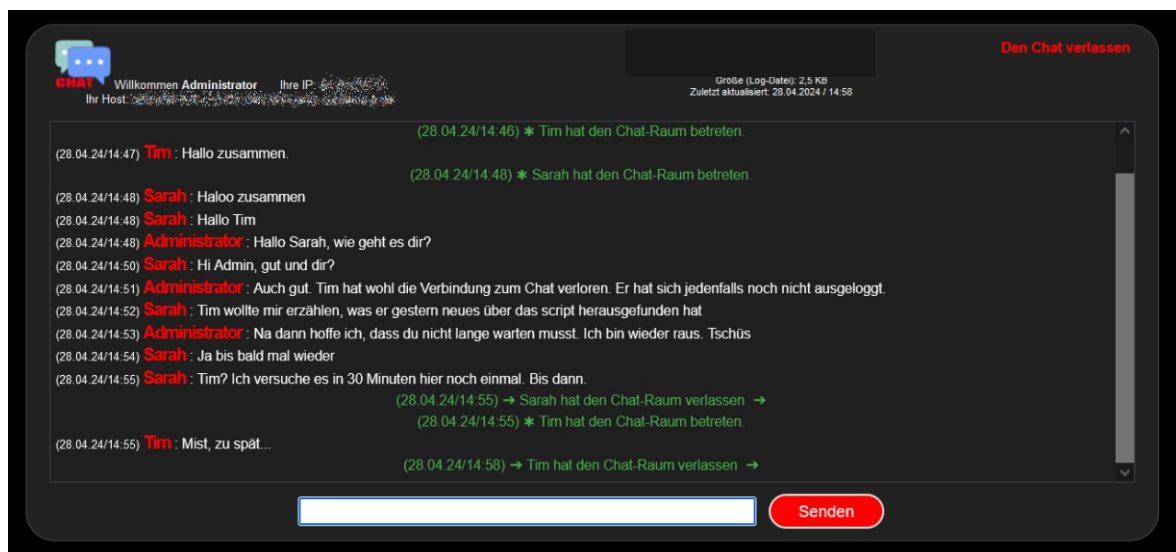 Den Chat verlassen
CHAT
Willkommen Administrator Ihre IP:
Größe (Log-Datei): 2,5 KB
Ihr Host:
Zuletzt aktualisiert: 28.04.2024 / 14:58
(28.04.24/14:46) ✱ Tim hat den Chat-Raum betreten.
(28.04.24/14:47) Tim : Hallo zusammen.
(28.04.24/14:48) ✱ Sarah hat den Chat-Raum betreten.
(28.04.24/14:48) Sarah : Haloo zusammen
(28.04.24/14:48) Sarah : Hallo Tim
(28.04.24/14:48) Administrator : Hallo Sarah, wie geht es dir?
(28.04.24/14:50) Sarah : Hi Admin, gut und dir?
(28.04.24/14:51) Administrator : Auch gut. Tim hat wohl die Verbindung zum Chat verloren. Er hat sich jedenfalls noch nicht ausgeloggt.
(28.04.24/14:52) Sarah : Tim wollte mir erzählen, was er gestern neues über das script herausgefunden hat
(28.04.24/14:53) Administrator : Na dann hoffe ich, dass du nicht lange warten musst. Ich bin wieder raus. Tschüs
(28.04.24/14:54) Sarah : Ja bis bald mal wieder
(28.04.24/14:55) Sarah : Tim? Ich versuche es in 30 Minuten hier noch einmal. Bis dann.
(28.04.24/14:55) ➔ Sarah hat den Chat-Raum verlassen ➔
(28.04.24/14:55) ✱ Tim hat den Chat-Raum betreten.
(28.04.24/14:55) Tim : Mist, zu spät...
(28.04.24/14:58) ➔ Tim hat den Chat-Raum verlassen ➔
Senden